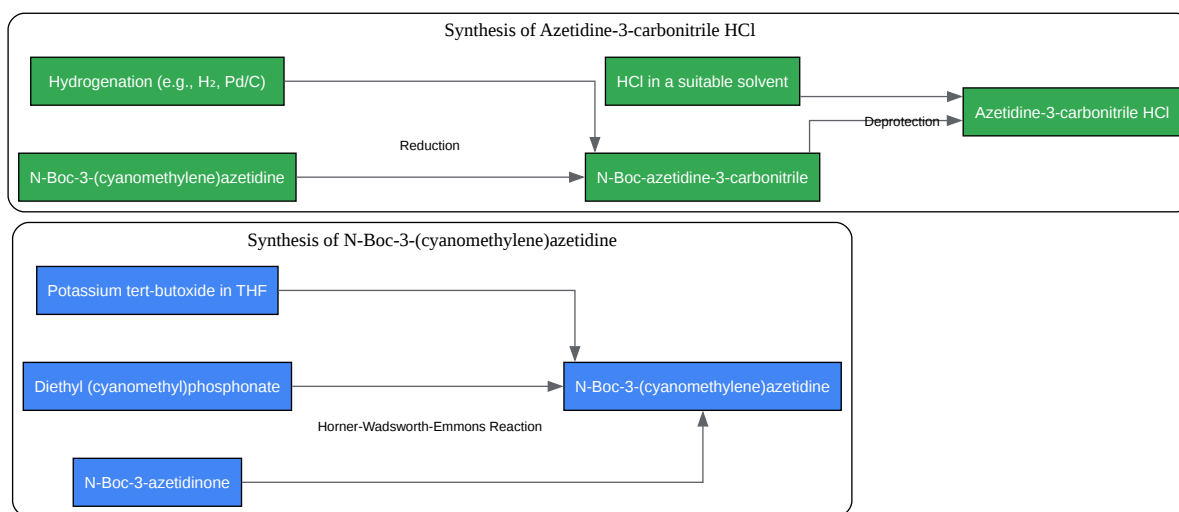 Synthesis of Azetidine-3-carbonitrile HCl
Hydrogenation (e.g., H₂, Pd/C)
HCl in a suitable solvent
Azetidine-3-carbonitrile HCl
Deprotection
Reduction
N-Boc-3-(cyanomethylene)azetidine
N-Boc-azetidine-3-carbonitrile
Synthesis of N-Boc-3-(cyanomethylene)azetidine
Potassium tert-butoxide in THF
Diethyl (cyanomethyl)phosphonate
N-Boc-3-(cyanomethylene)azetidine
Horner-Wadsworth-Emmons Reaction
N-Boc-3-azetidinone